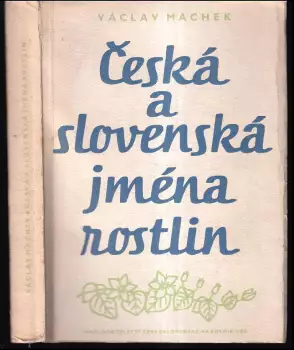 VÁCLAV MACHEK
Česká
a
slovenská
jména
rostlin